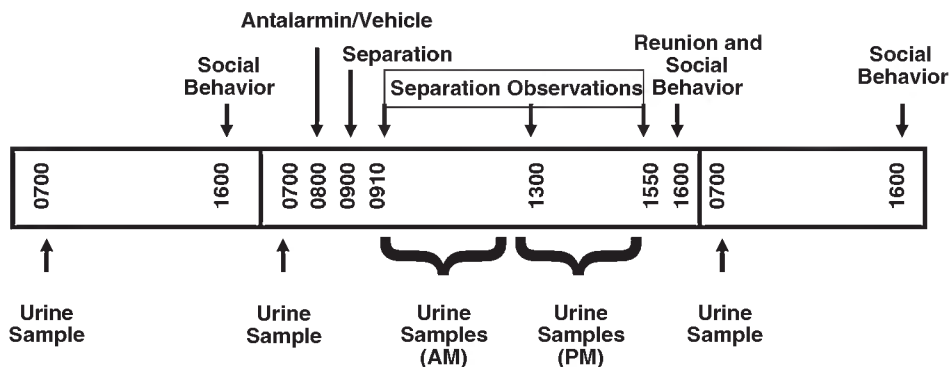 Antalarmin/Vehicle
Separation
Social
Behavior
Separation Observations
Reunion and
Social
Behavior
Social
Behavior
0700
1600
0700
0800
0900
0910
1300
1550
1600
0700
1600
Urine
Sample
Urine
Sample
Urine
Samples
(AM)
Urine
Samples
(PM)
Urine
Sample